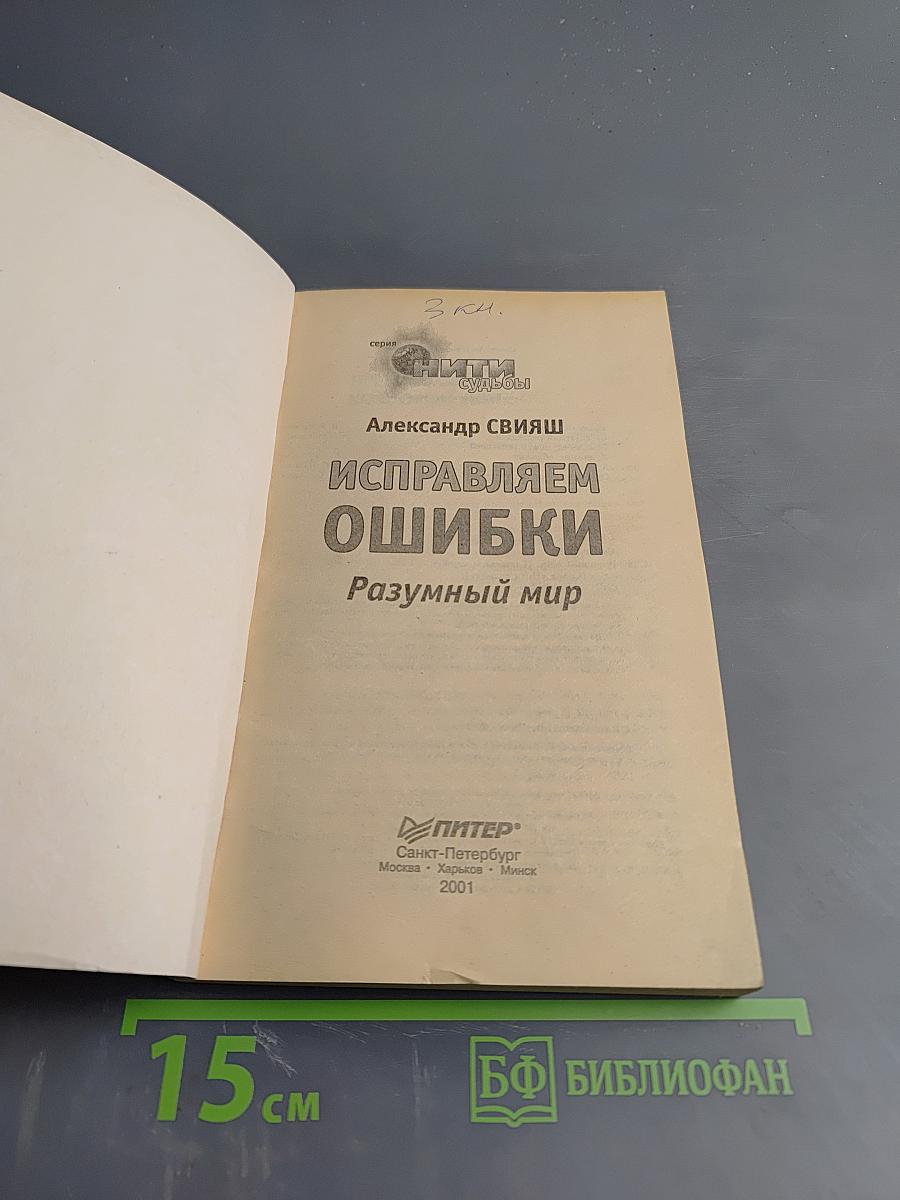 3 кн.
серия
НИТИ
судьбы
Александр СВИЯШ
ИСПРАВЛЯЕМ
ОШИБКИ
Разумный мир
ПИТЕР®
Санкт-Петербург
Москва • Харьков • Минск
2001
15 см
БФ БИБЛИОФАН